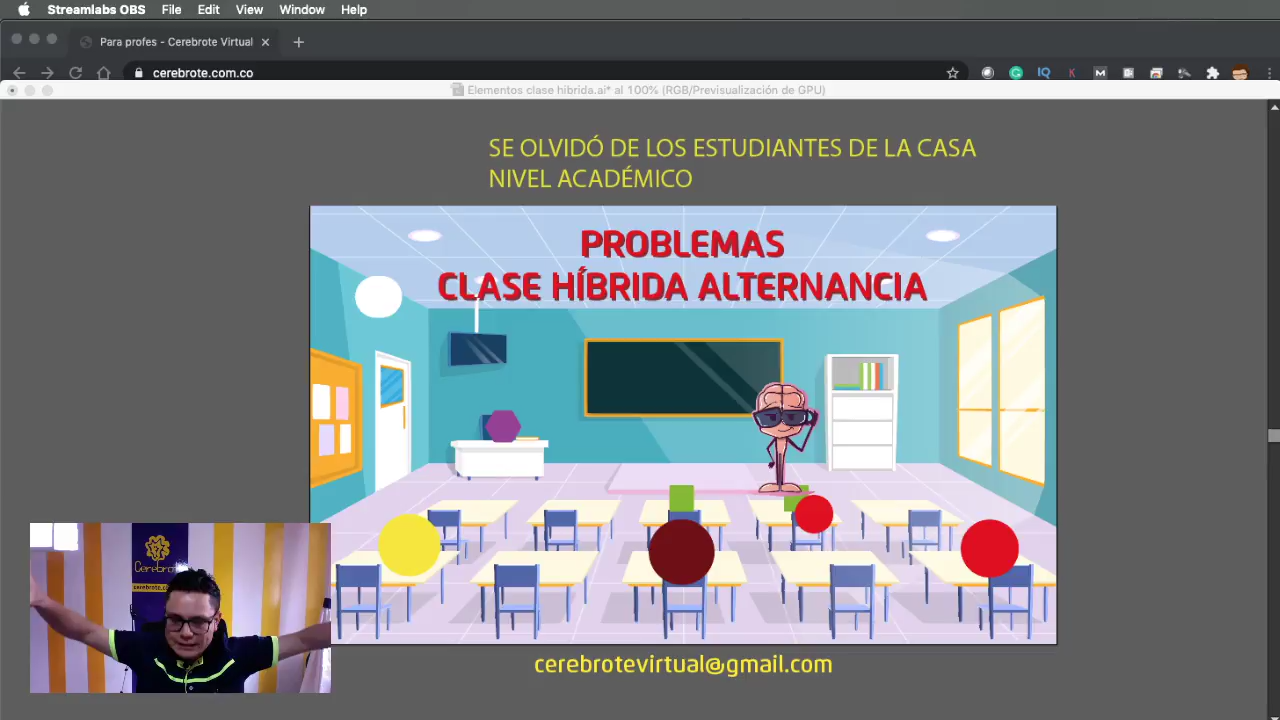 Streamlabs OBS File Edit View Window Help
Para profes - Cerebrote Virtual
cerebrote.com.co
Elementos clase hibrida.ai* al 100% (RGB/Previsualización de GPU)
SE OLVIDÓ DE LOS ESTUDIANTES DE LA CASA
NIVEL ACADÉMICO
PROBLEMAS
CLASE HÍBRIDA ALTERNANCIA
Cerebrote
cerebrotevirtual@gmail.com